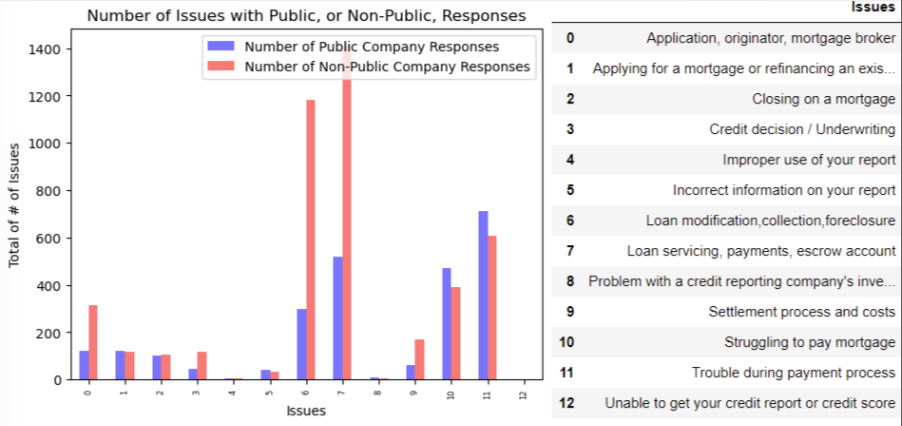 Number of Issues with Public, or Non-Public, Responses
Number of Public Company Responses
Number of Non-Public Company Responses
Total of # of Issues
1400
1200
1000
800
600
400
200
0
0 1 2 3 4 5 6 7 8 9 10 11 12
Issues
Issues
0 Application, originator, mortgage broker
1 Applying for a mortgage or refinancing an exis...
2 Closing on a mortgage
3 Credit decision / Underwriting
4 Improper use of your report
5 Incorrect information on your report
6 Loan modification,collection,foreclosure
7 Loan servicing, payments, escrow account
8 Problem with a credit reporting company's inve...
9 Settlement process and costs
10 Struggling to pay mortgage
11 Trouble during payment process
12 Unable to get your credit report or credit score